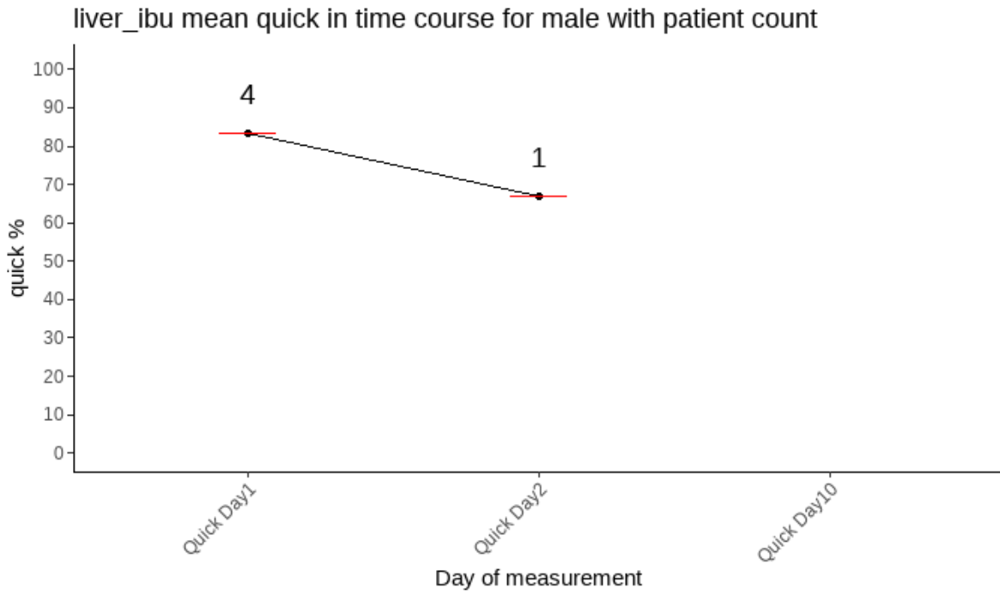 liver_ibu mean quick in time course for male with patient count
100
90
80
70
60
50
40
30
20
10
0
quick %
4
1
Quick Day1
Quick Day2
Quick Day10
Day of measurement